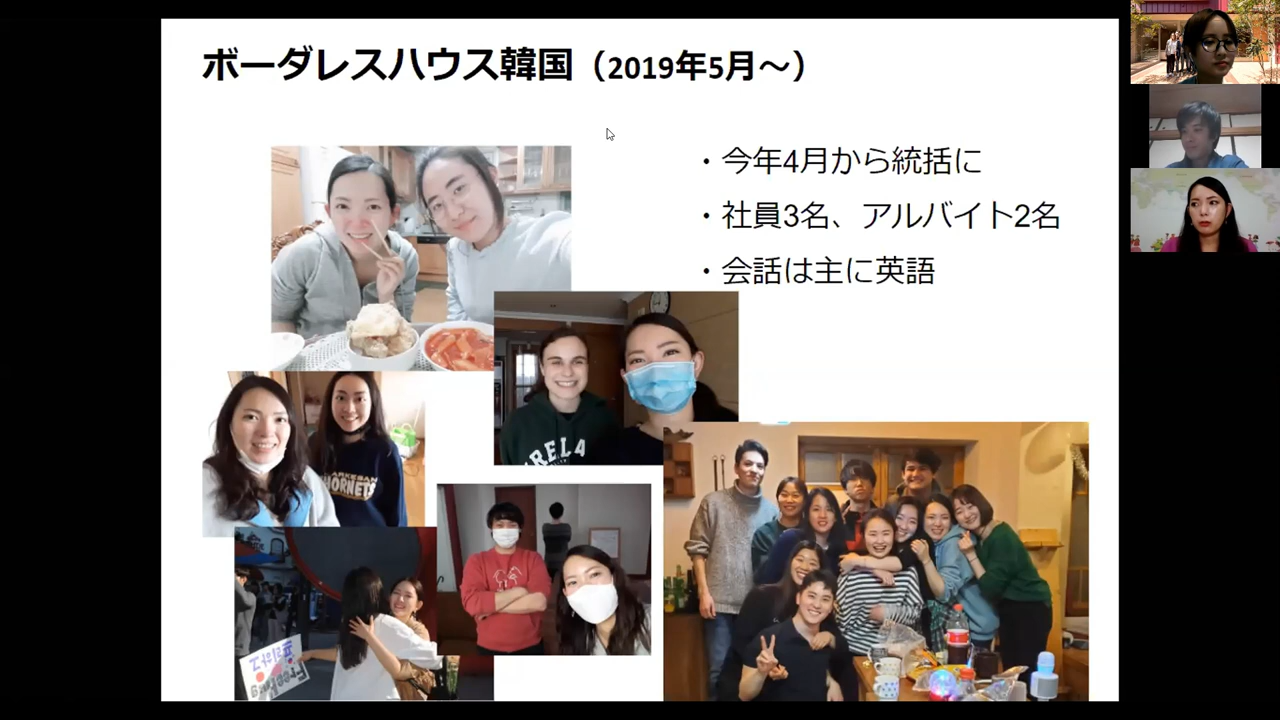 ボーダレスハウス韓国（2019年5月～）
・今年4月から統括に
・社員3名、アルバイト2名
・会話は主に英語
HORNETS